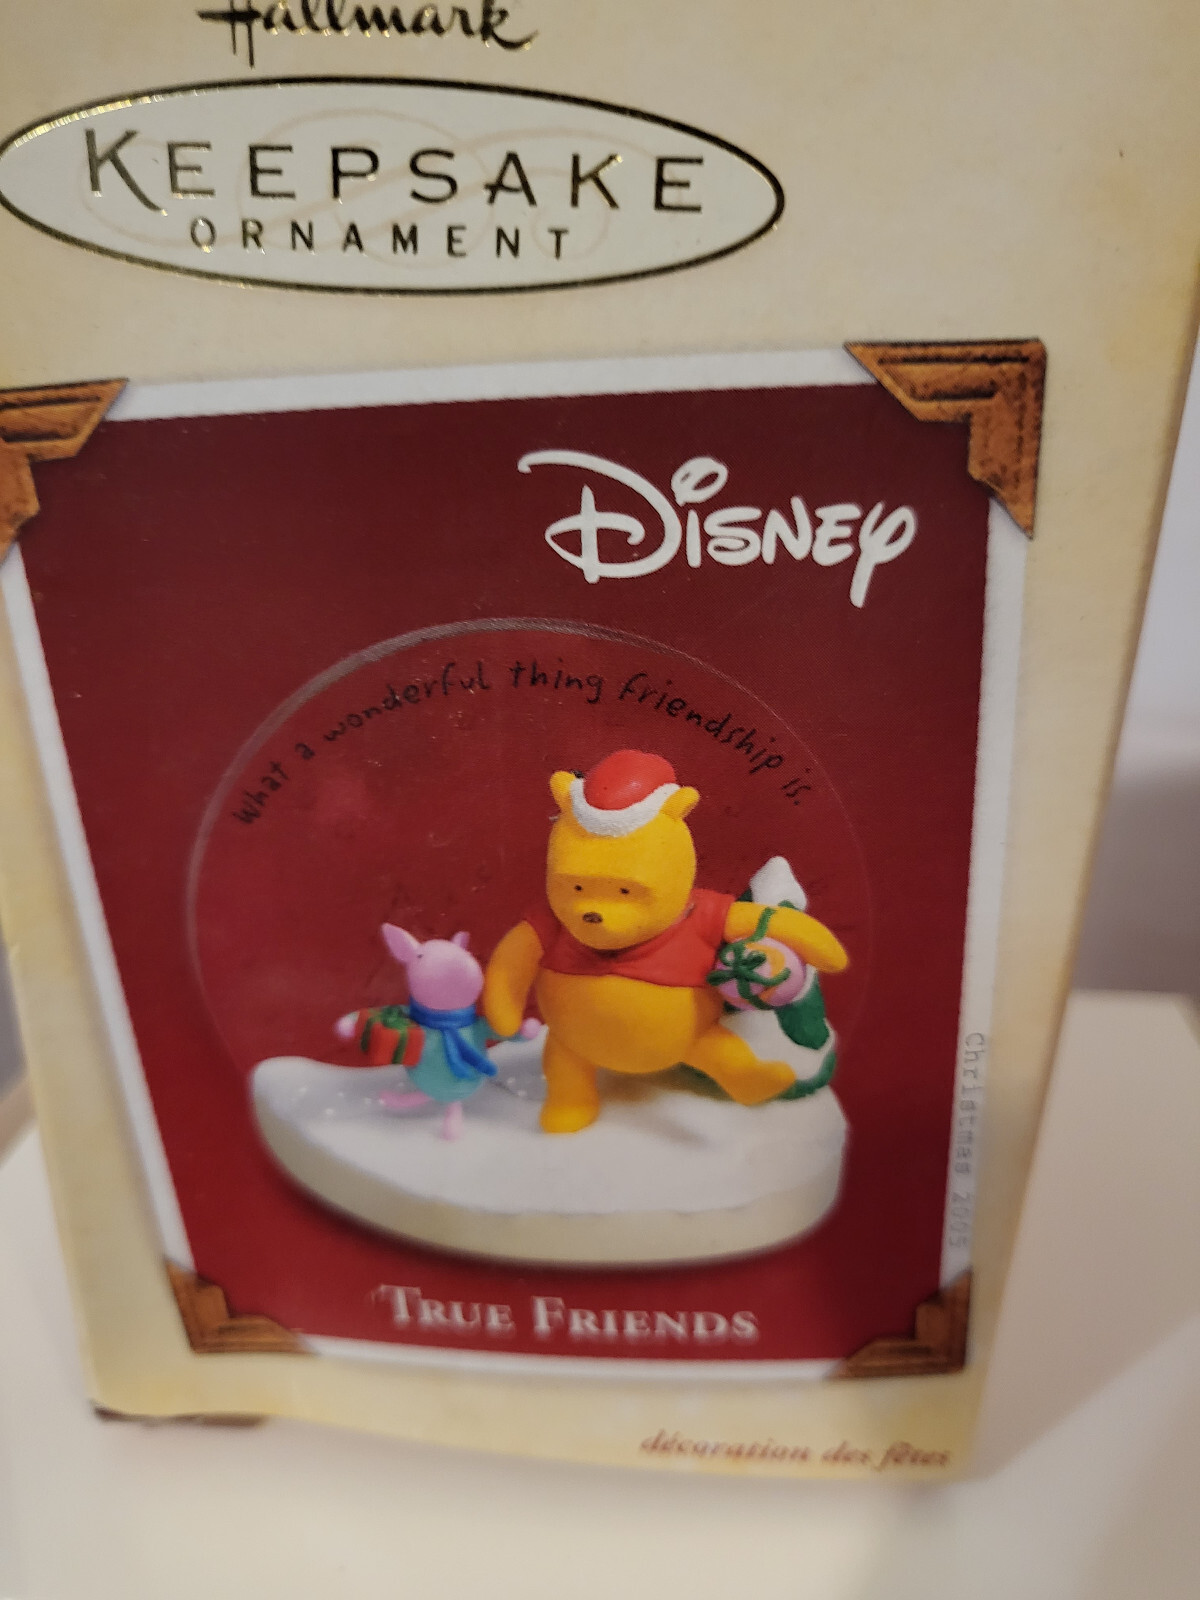 Hallmark
KEEPSAKE
ORNAMENT
DISNEY
What a wonderful thing friendship is.
Christmas 2005
TRUE FRIENDS
décoration des fêtes